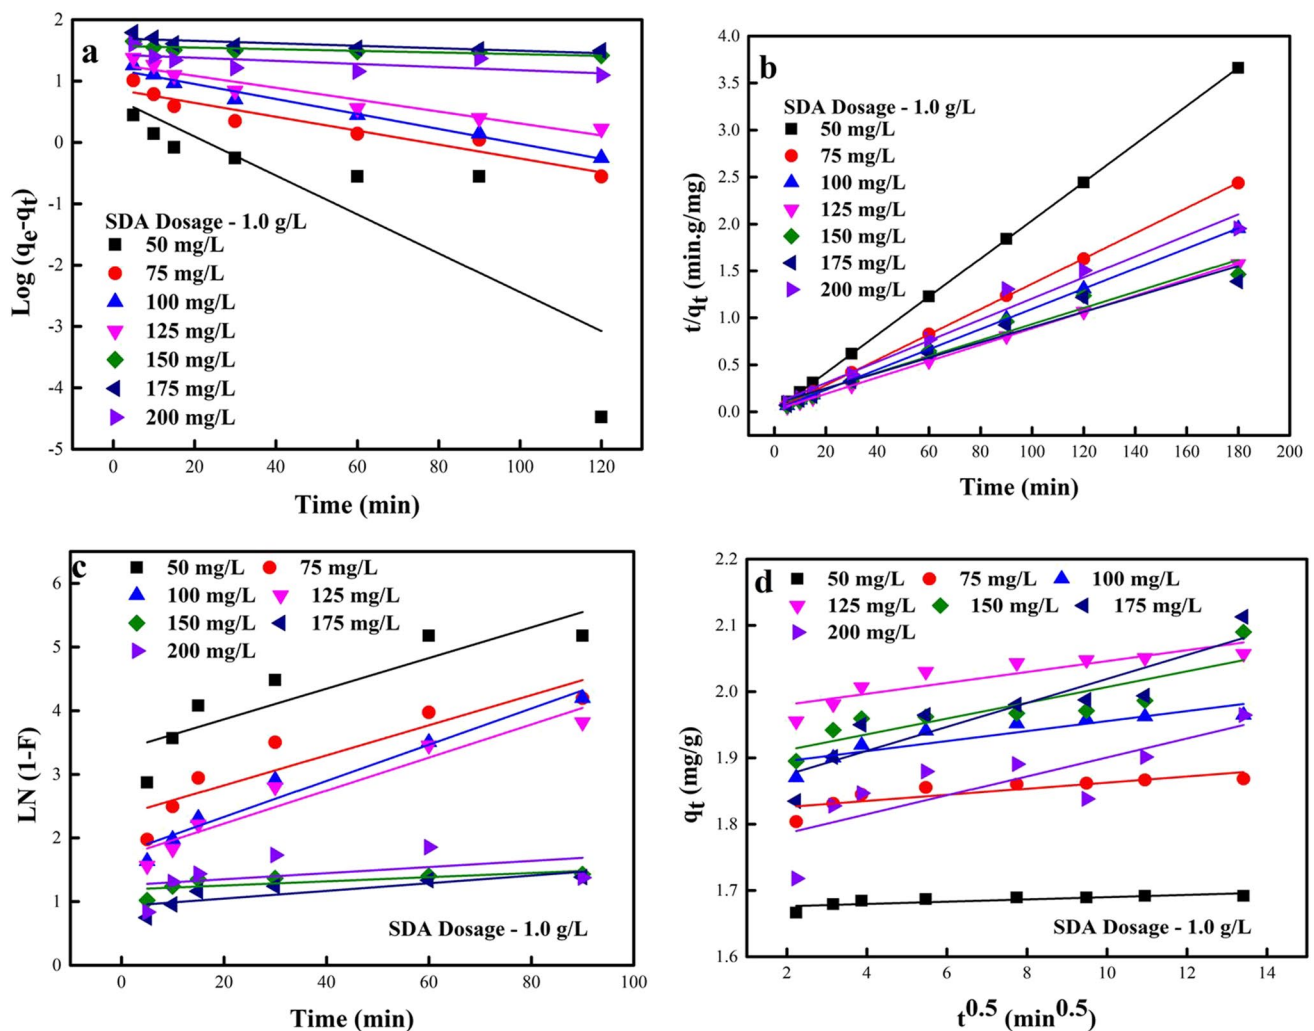 a
2
1
0
-1
-2
-3
-4
-5
Log (qe-qt)
SDA Dosage - 1.0 g/L
50 mg/L
75 mg/L
100 mg/L
125 mg/L
150 mg/L
175 mg/L
200 mg/L
0 20 40 60 80 100 120
Time (min)
b
4.0
3.5
3.0
2.5
2.0
1.5
1.0
0.5
0.0
t/qt (min.g/mg)
SDA Dosage - 1.0 g/L
50 mg/L
75 mg/L
100 mg/L
125 mg/L
150 mg/L
175 mg/L
200 mg/L
0 20 40 60 80 100 120 140 160 180 200
Time (min)
c
6
5
4
3
2
1
0
LN (1-F)
50 mg/L 75 mg/L
100 mg/L 125 mg/L
150 mg/L 175 mg/L
200 mg/L
SDA Dosage - 1.0 g/L
0 20 40 60 80 100
Time (min)
d
2.2
2.1
2.0
1.9
1.8
1.7
1.6
qt (mg/g)
50 mg/L 75 mg/L 100 mg/L
125 mg/L 150 mg/L 175 mg/L
200 mg/L
SDA Dosage - 1.0 g/L
2 4 6 8 10 12 14
t^0.5 (min^0.5)